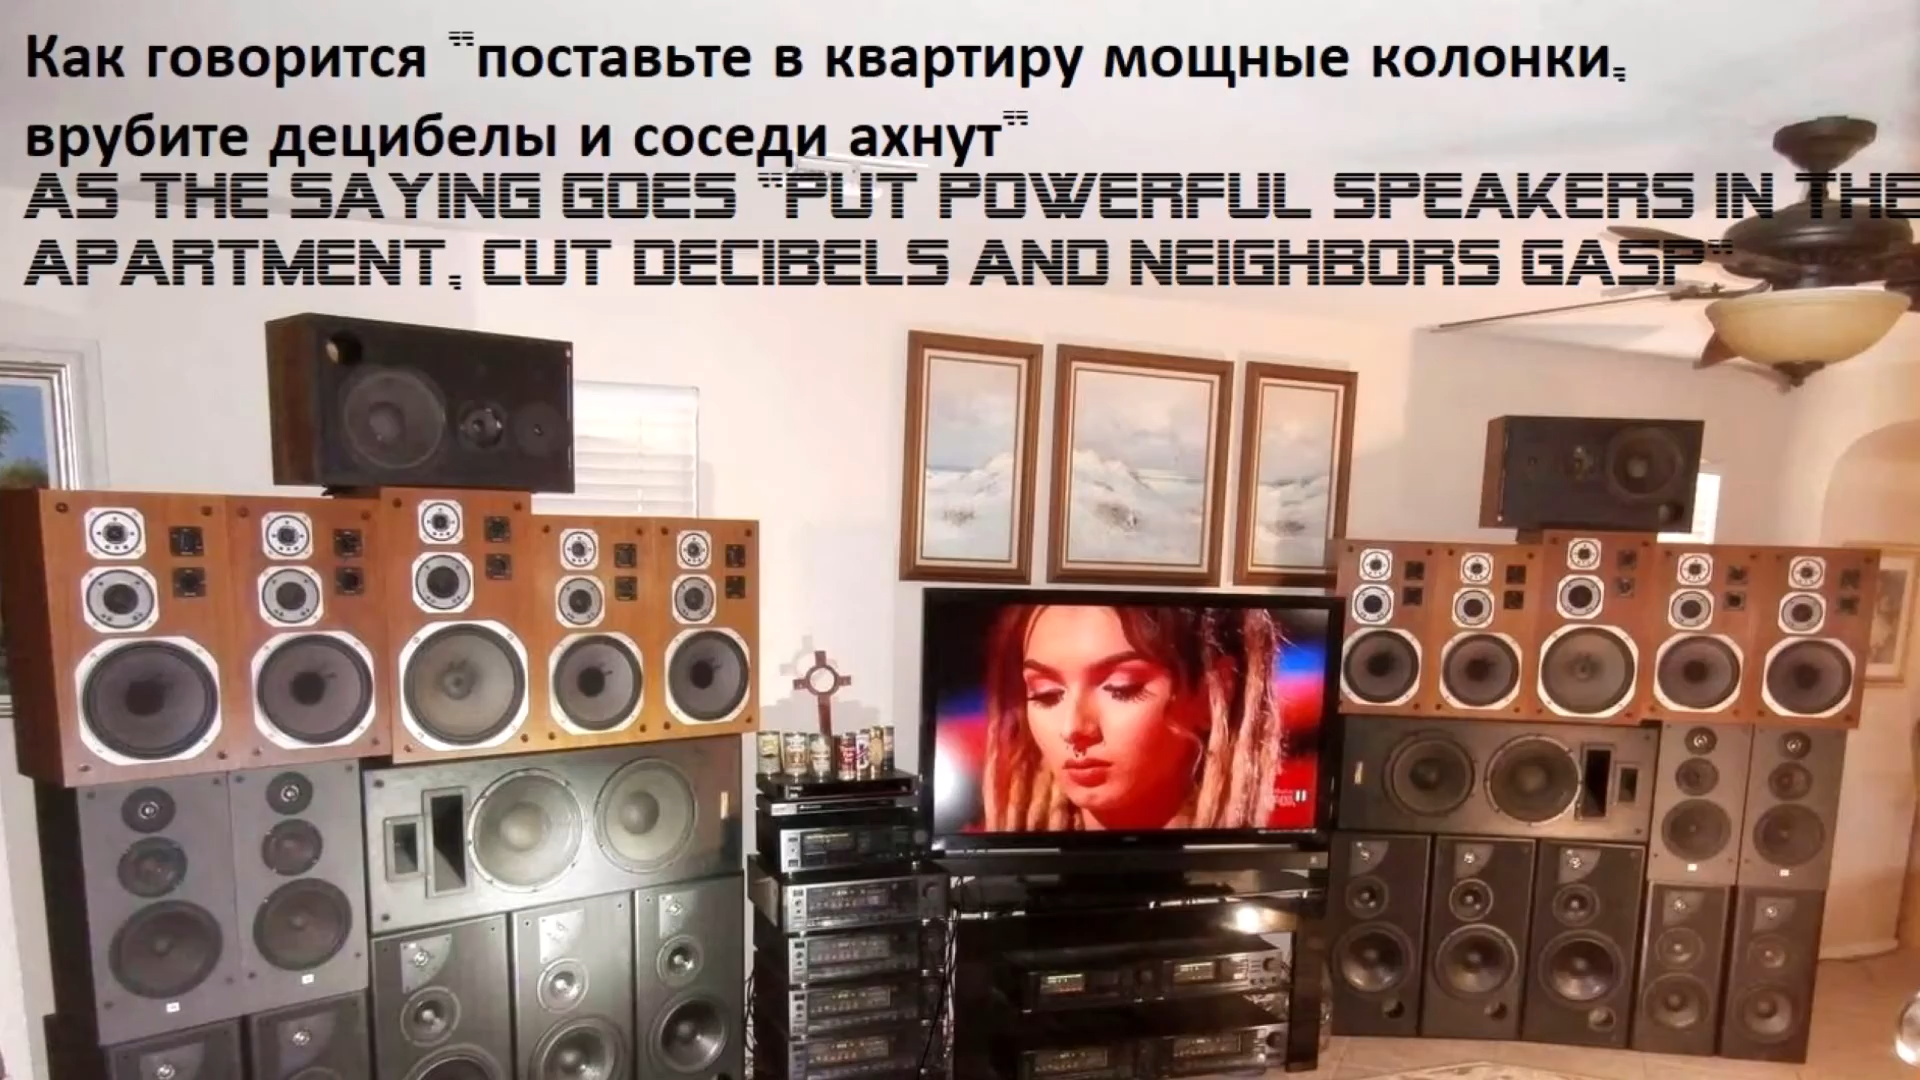 Как говорится "поставьте в квартиру мощные колонки,
врубите децибелы и соседи ахнут"
AS THE SAYING GOES "PUT POWERFUL SPEAKERS IN THE
APARTMENT, CUT DECIBELS AND NEIGHBORS GASP"